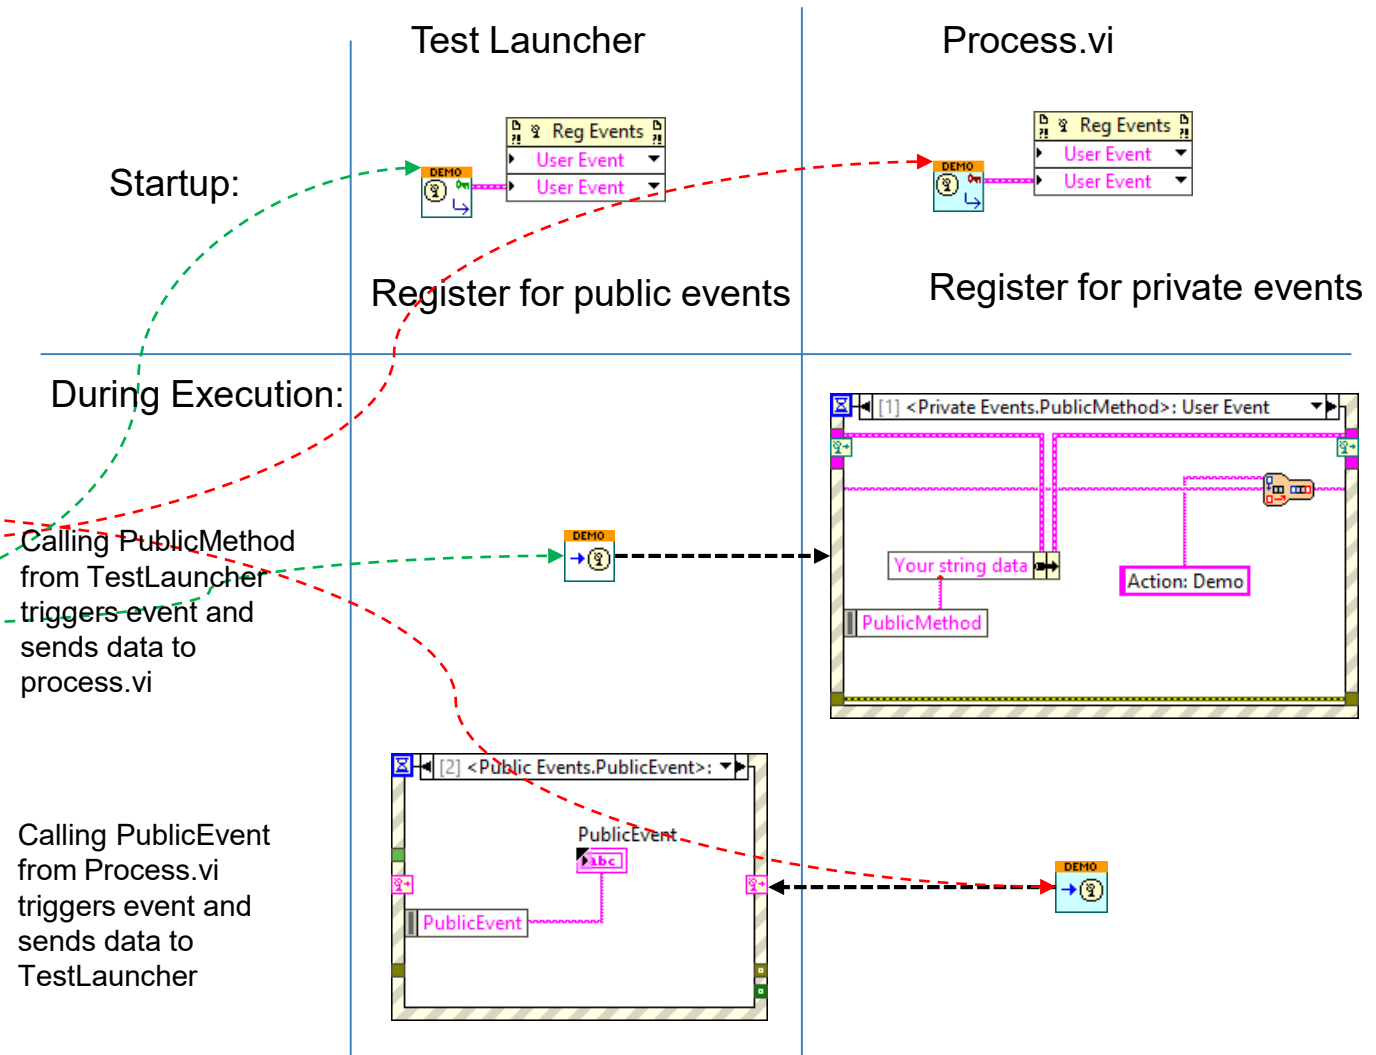 Test Launcher
Process.vi
Startup:
Reg Events
User Event
User Event
DEMO
Reg Events
User Event
User Event
DEMO
Register for public events
Register for private events
During Execution:
[1] <Private Events.PublicMethod>: User Event
Calling PublicMethod
from TestLauncher
triggers event and
sends data to
process.vi
DEMO
Your string data
Action: Demo
PublicMethod
[2] <Public Events.PublicEvent>:
Calling PublicEvent
from Process.vi
triggers event and
sends data to
TestLauncher
PublicEvent
abc
PublicEvent
DEMO